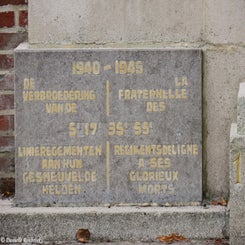 1940 - 1945
DE
VERBROEDERING
VAN DE
LA
FRATERNELLE
DES
5° 17 35° 55°
LINIEREGEMENTEN
AAN HUN
GESNEUVELDE
HELDEN
REGIMENTS DE LIGNE
A SES
GLORIEUX
MORTS